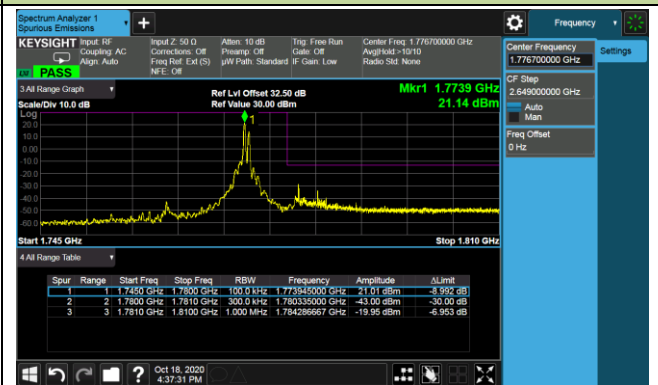 Spectrum Analyzer 1
Spurious Emissions
Frequency
KEYSIGHT Input: RF Input Z: 50 Ω Atten: 10 dB Trig: Free Run Center Freq: 1.776700000 GHz
Coupling: AC Corrections: Off Preamp: Off Gate: Off Avg|Hold:>10/10
Align: Auto Freq Ref: Ext (S) µW Path: Standard IF Gain: Low Radio Std: None
NFE: Off
PASS
Center Frequency
1.776700000 GHz
Settings
CF Step
2.649000000 GHz
Auto
Man
Freq Offset
0 Hz
3 All Range Graph
Ref Lvl Offset 32.50 dB
Mkr1 1.7739 GHz
Scale/Div 10.0 dB
Ref Value 30.00 dBm
21.14 dBm
Log
1
20.0
10.0
0.00
-10.0
-20.0
-30.0
-40.0
-50.0
-60.0
Start 1.745 GHz
Stop 1.810 GHz
4 All Range Table
Spur Range Start Freq Stop Freq RBW Frequency Amplitude ΔLimit
1 1 1.7450 GHz 1.7800 GHz 100.0 kHz 1.773945000 GHz 21.01 dBm -8.992 dB
2 2 1.7800 GHz 1.7810 GHz 300.0 kHz 1.780335000 GHz -43.00 dBm -30.00 dB
3 3 1.7810 GHz 1.8100 GHz 1.000 MHz 1.784286667 GHz -19.95 dBm -6.953 dB
?
Oct 18, 2020
4:37:31 PM